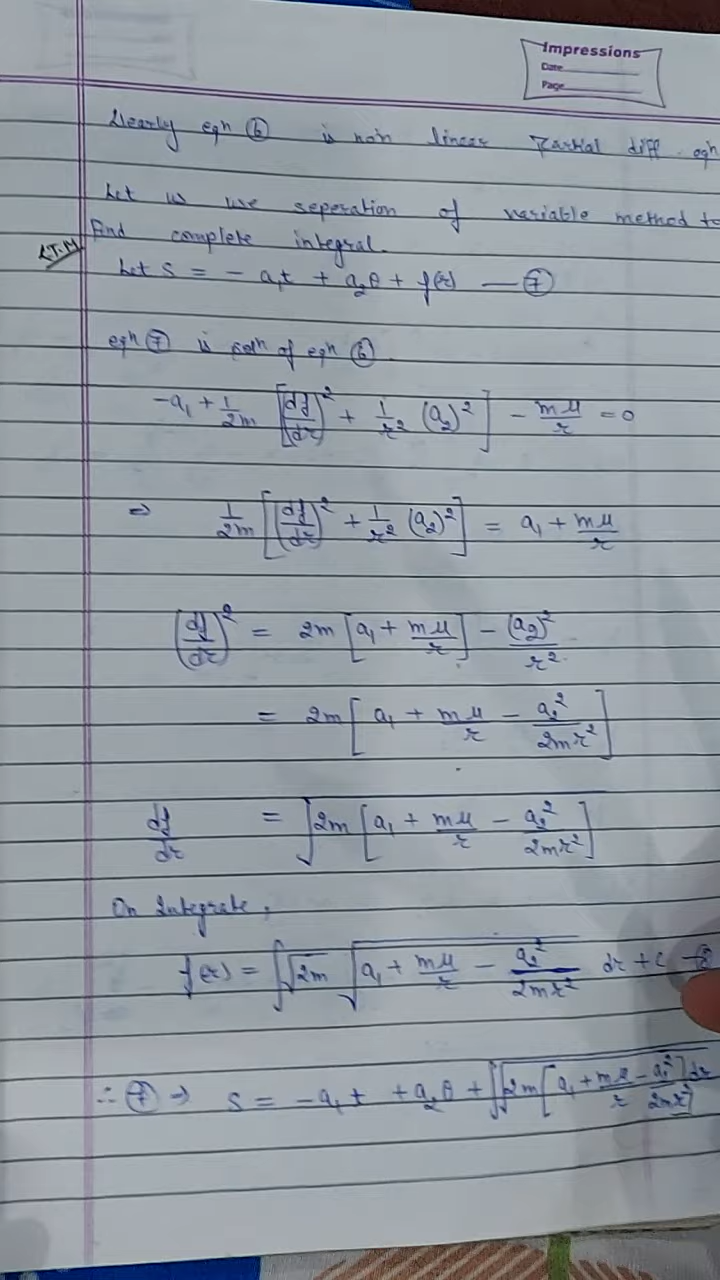 Impressions
Date
Page
Clearly eqn ⑥ is non linear Partial diff. eqn
Let us use seperation of variable method to
find complete integral.
Let S = - a₁t + a₂θ + f(r) — ⑦
eqn ⑦ is soln of eqn ⑥.
-a₁ + 1/2m [(df/dr)² + 1/r² (a₂)²] - mμ/r = 0
⇒ 1/2m [(df/dr)² + 1/r² (a₂)²] = a₁ + mμ/r
(df/dr)² = 2m [a₁ + mμ/r] - (a₂)²/r²
= 2m [a₁ + mμ/r - a₂²/2mr²]
df/dr = √2m [a₁ + mμ/r - a₂²/2mr²]
On Integrate,
f(r) = ∫√2m √a₁ + mμ/r - a₂²/2mr² dr + c — ⑧
∴ ⑦ ⇒ S = -a₁t + a₂θ + ∫√2m [a₁ + mμ/r - a₂²/2mr²] dr